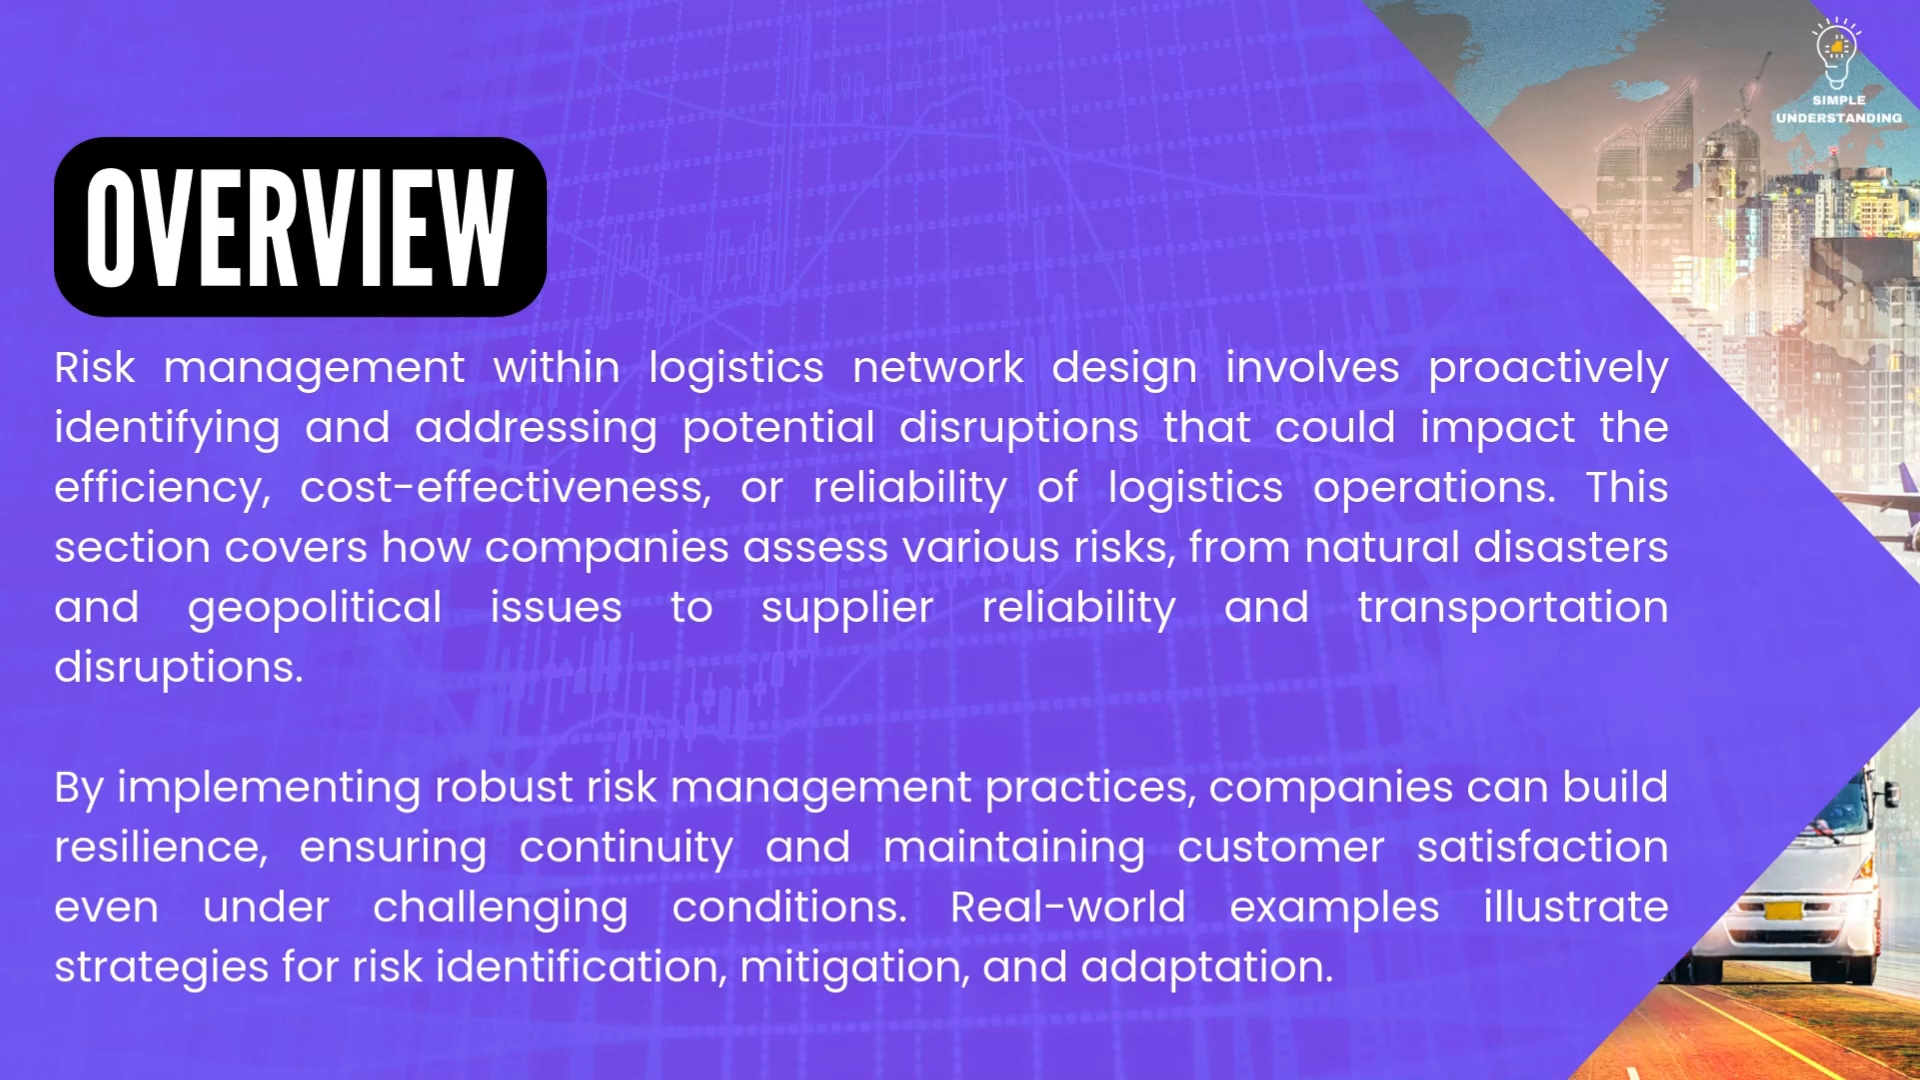 SIMPLE
UNDERSTANDING
OVERVIEW
Risk management within logistics network design involves proactively
identifying and addressing potential disruptions that could impact the
efficiency, cost-effectiveness, or reliability of logistics operations. This
section covers how companies assess various risks, from natural disasters
and geopolitical issues to supplier reliability and transportation
disruptions.
By implementing robust risk management practices, companies can build
resilience, ensuring continuity and maintaining customer satisfaction
even under challenging conditions. Real-world examples illustrate
strategies for risk identification, mitigation, and adaptation.